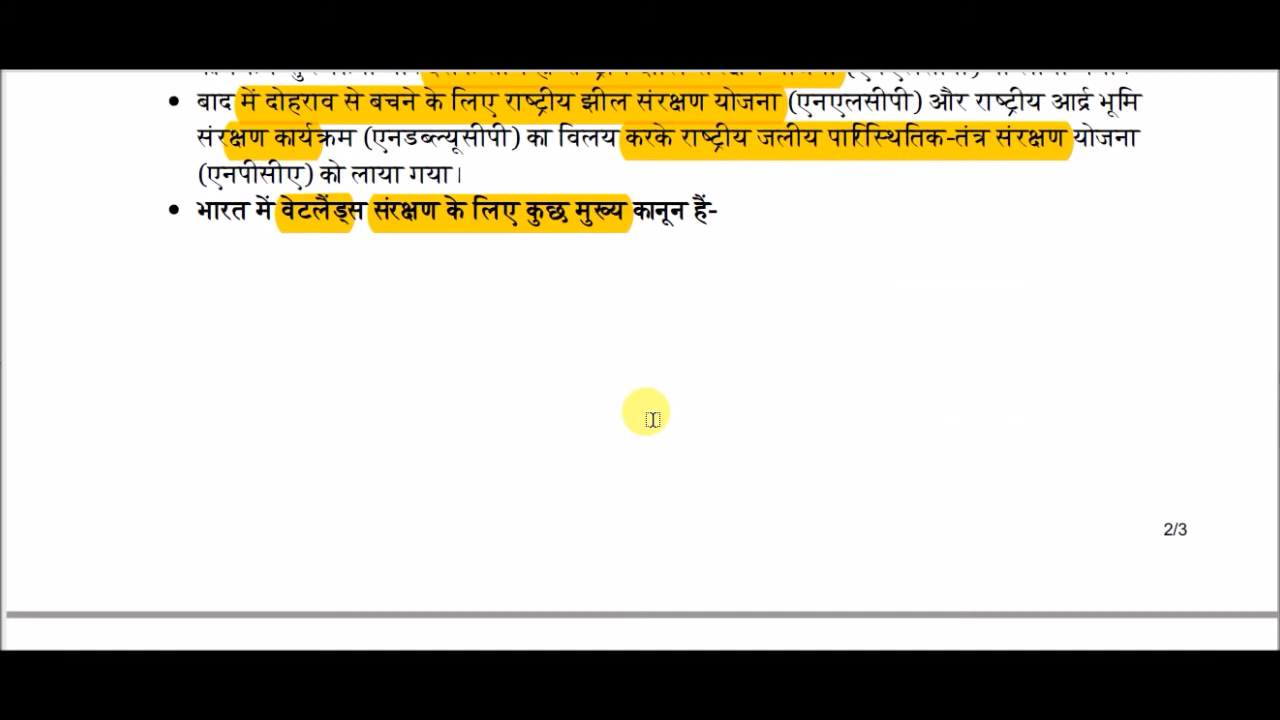 बाद में दोहराव से बचने के लिए राष्ट्रीय झील संरक्षण योजना (एनएलसीपी) और राष्ट्रीय आर्द्र भूमि
संरक्षण कार्यक्रम (एनडब्ल्यूसीपी) का विलय करके राष्ट्रीय जलीय पारिस्थितिक-तंत्र संरक्षण योजना
(एनपीसीए) को लाया गया।
भारत में वेटलैंड्स संरक्षण के लिए कुछ मुख्य कानून हैं-
2/3